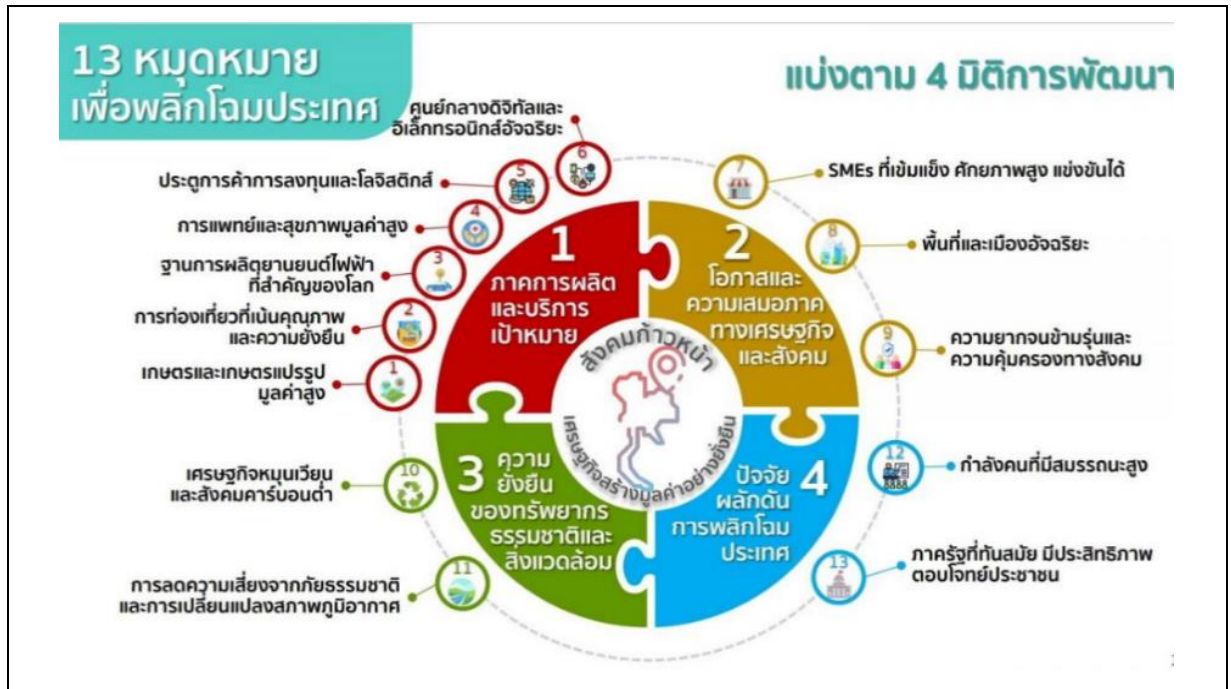 13 หมุดหมาย
เพื่อพลิกโฉมประเทศ
แบ่งตาม 4 มิติการพัฒนา
ศูนย์กลางดิจิทัลและ
อิเล็กทรอนิกส์อัจฉริยะ
6
ประตูการค้าการลงทุนและโลจิสติกส์
5
การแพทย์และสุขภาพมูลค่าสูง
4
ฐานการผลิตยานยนต์ไฟฟ้า
ที่สำคัญของโลก
3
การท่องเที่ยวที่เน้นคุณภาพ
และความยั่งยืน
2
เกษตรและเกษตรแปรรูป
มูลค่าสูง
1
1
ภาคการผลิต
และบริการ
เป้าหมาย
2
โอกาสและ
ความเสมอภาค
ทางเศรษฐกิจ
และสังคม
7
SMEs ที่เข้มแข็ง ศักยภาพสูง แข่งขันได้
8
พื้นที่และเมืองอัจฉริยะ
9
ความยากจนข้ามรุ่นและ
ความคุ้มครองทางสังคม
สังคมก้าวหน้า
เศรษฐกิจสร้างมูลค่าอย่างยั่งยืน
3 ความ
ยั่งยืน
ของทรัพยากร
ธรรมชาติและ
สิ่งแวดล้อม
เศรษฐกิจหมุนเวียน
และสังคมคาร์บอนต่ำ
10
การลดความเสี่ยงจากภัยธรรมชาติ
และการเปลี่ยนแปลงสภาพภูมิอากาศ
11
ปัจจัย 4
ผลักดัน
การพลิกโฉม
ประเทศ
12
กำลังคนที่มีสมรรถนะสูง
13
ภาครัฐที่ทันสมัย มีประสิทธิภาพ
ตอบโจทย์ประชาชน